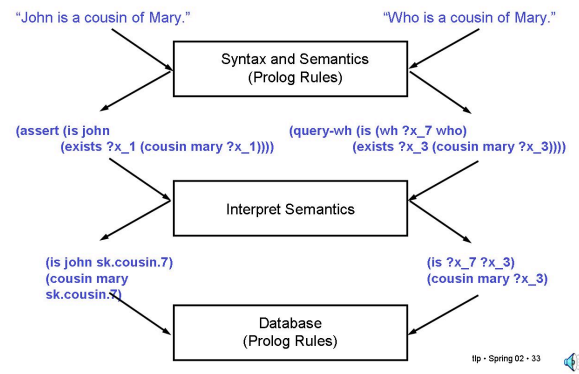 “John is a cousin of Mary.”
“Who is a cousin of Mary.”
Syntax and Semantics
(Prolog Rules)
(assert (is john
(exists ?x_1 (cousin mary ?x_1))))
(query-wh (is (wh ?x_7 who)
(exists ?x_3 (cousin mary ?x_3))))
Interpret Semantics
(is john sk.cousin.7)
(cousin mary
sk.cousin.7)
(is ?x_7 ?x_3)
(cousin mary ?x_3)
Database
(Prolog Rules)
tlp • Spring 02 • 33